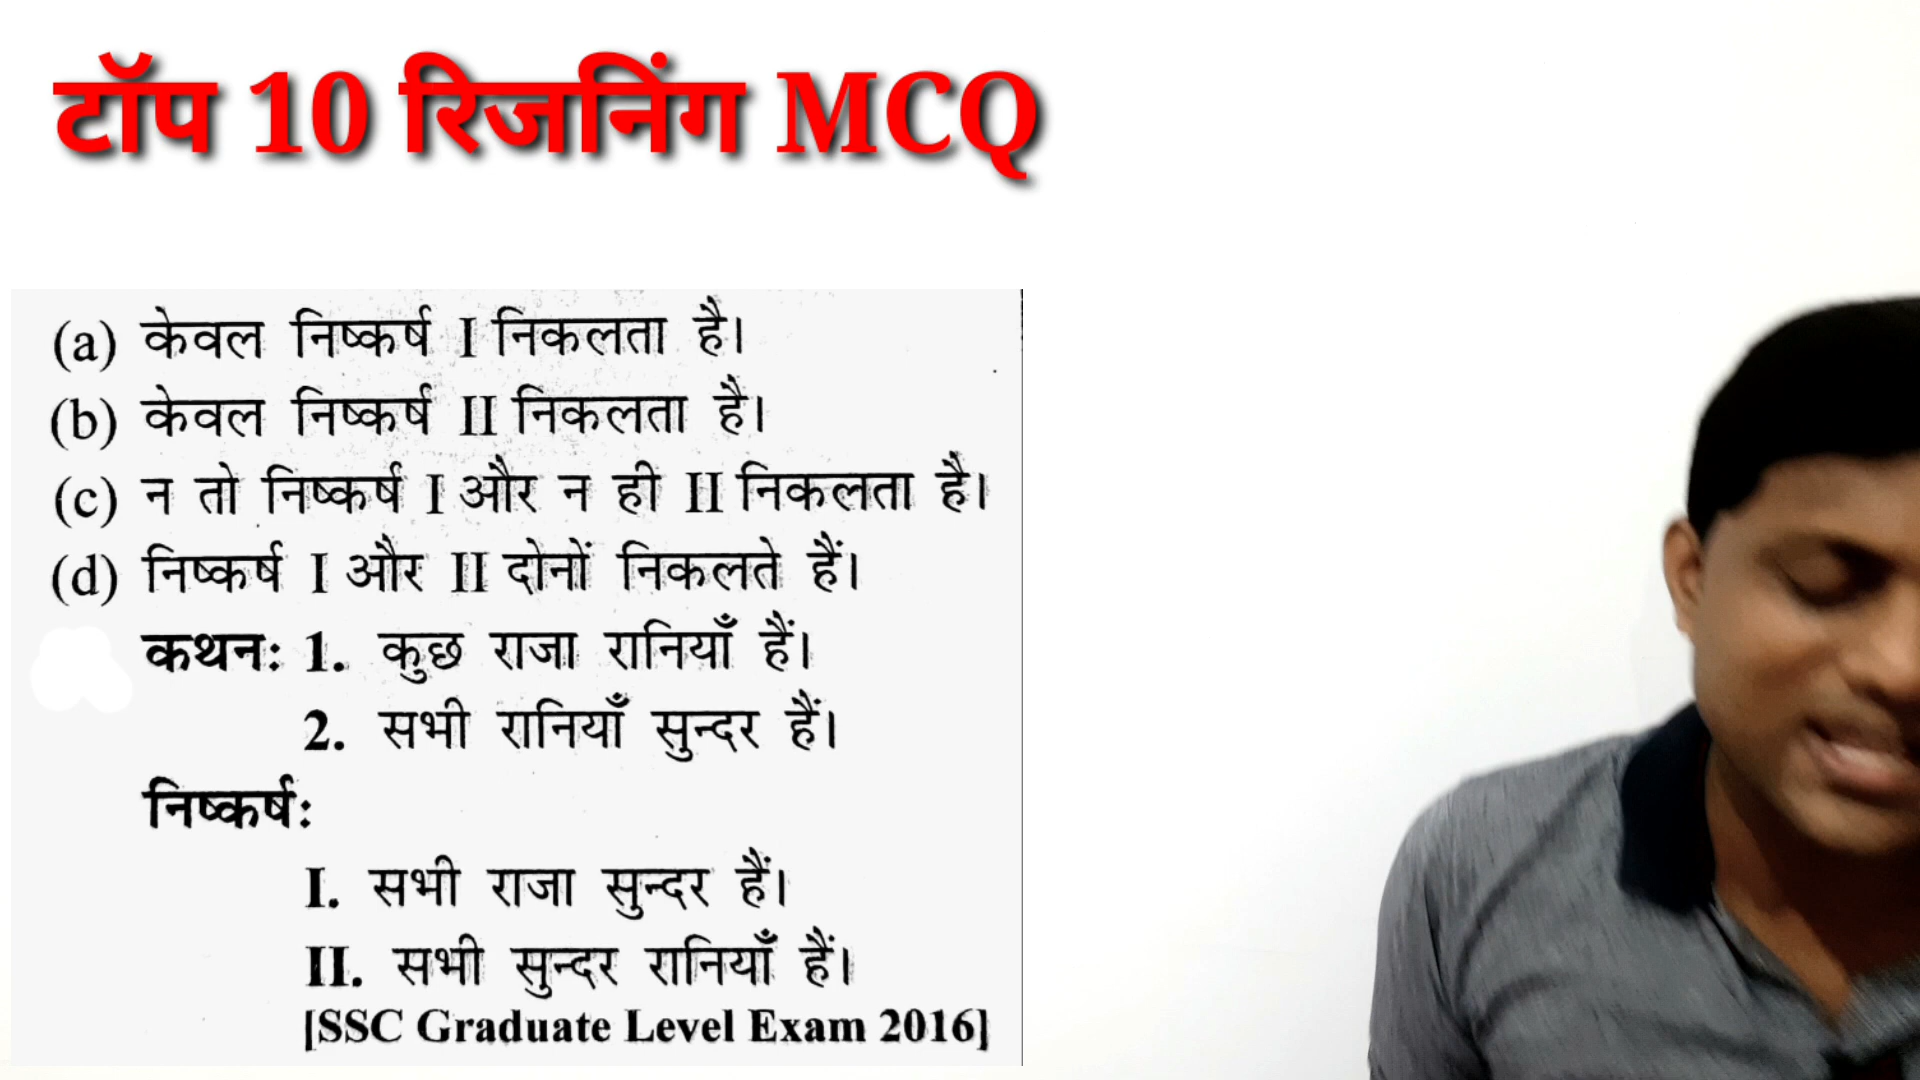 टॉप 10 रिजनिंग MCQ
(a) केवल निष्कर्ष I निकलता है।
(b) केवल निष्कर्ष II निकलता है।
(c) न तो निष्कर्ष I और न ही II निकलता है।
(d) निष्कर्ष I और II दोनों निकलते हैं।
कथनः 1. कुछ राजा रानियाँ हैं।
2. सभी रानियाँ सुन्दर हैं।
निष्कर्षः
I. सभी राजा सुन्दर हैं।
II. सभी सुन्दर रानियाँ हैं।
[SSC Graduate Level Exam 2016]